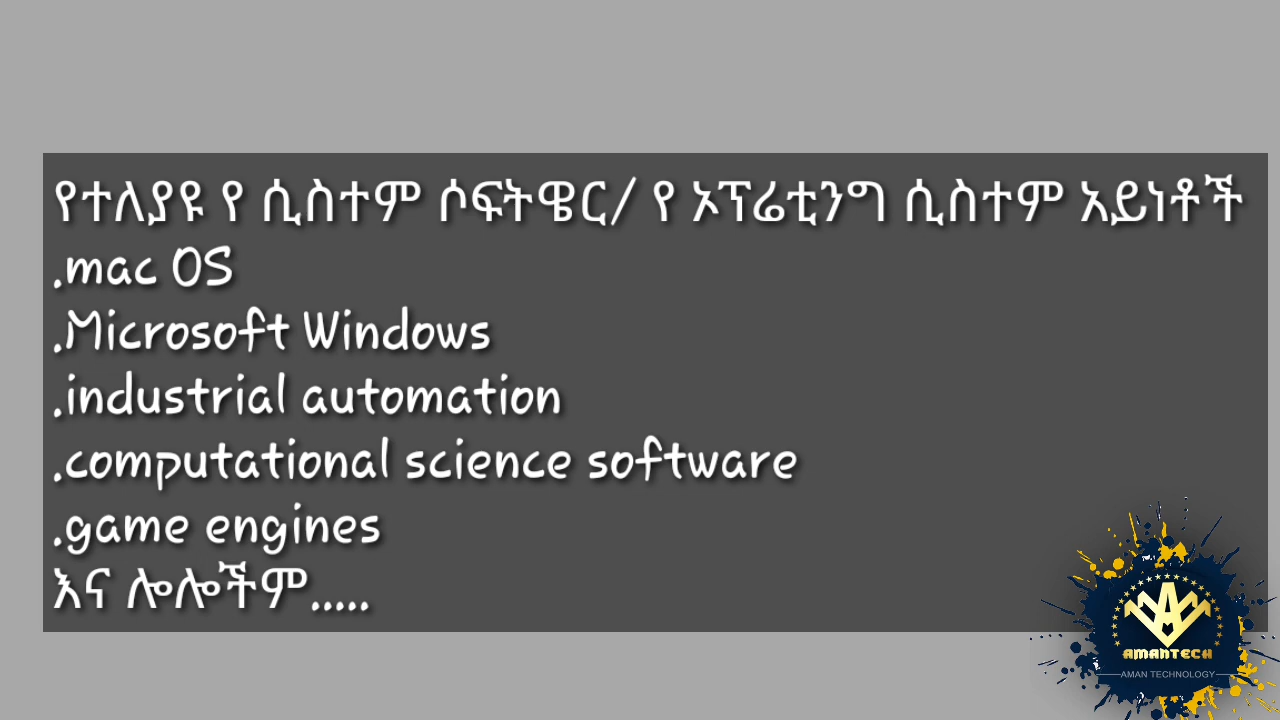 የተለያዩ የ ሲስተም ሶፍትዌር/ የ ኦፕሬቲንግ ሲስተም አይነቶች
.mac OS
.Microsoft Windows
.industrial automation
.computational science software
.game engines
እና ሎሎችም.....
AMANTECH
AMAN TECHNOLOGY